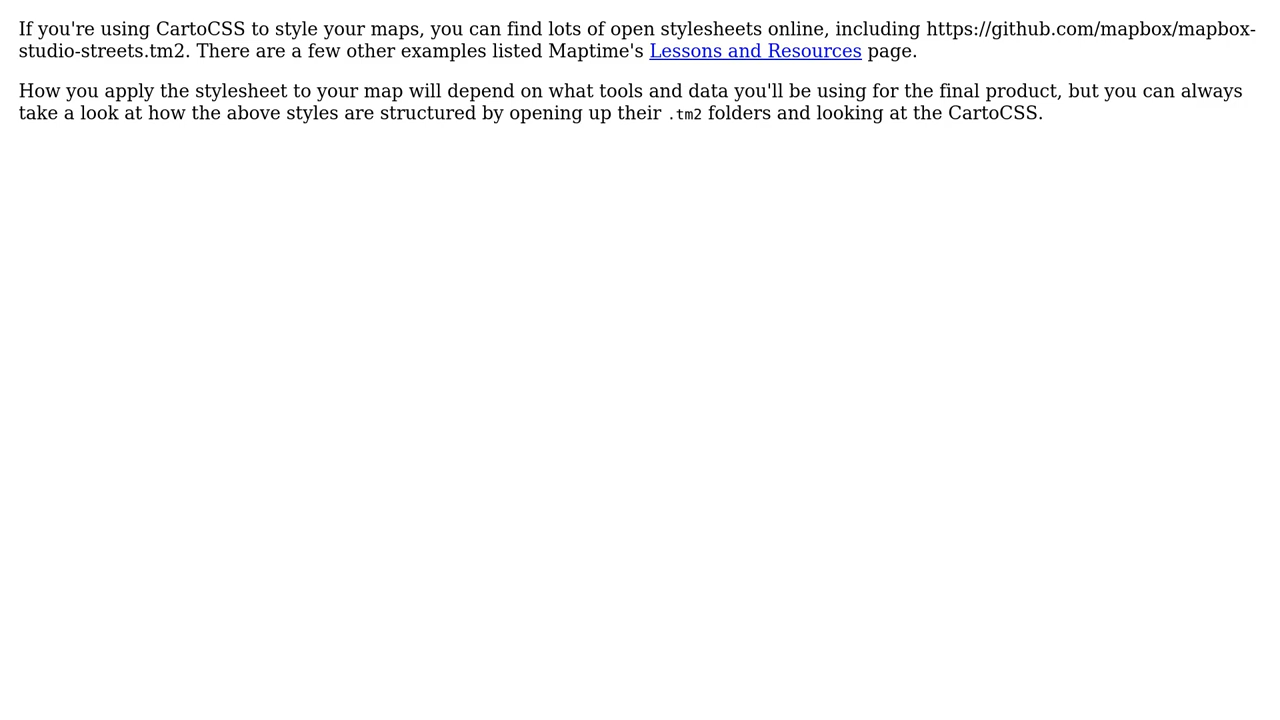 If you're using CartoCSS to style your maps, you can find lots of open stylesheets online, including https://github.com/mapbox/mapbox-
studio-streets.tm2. There are a few other examples listed Maptime's Lessons and Resources page.
How you apply the stylesheet to your map will depend on what tools and data you'll be using for the final product, but you can always
take a look at how the above styles are structured by opening up their .tm2 folders and looking at the CartoCSS.